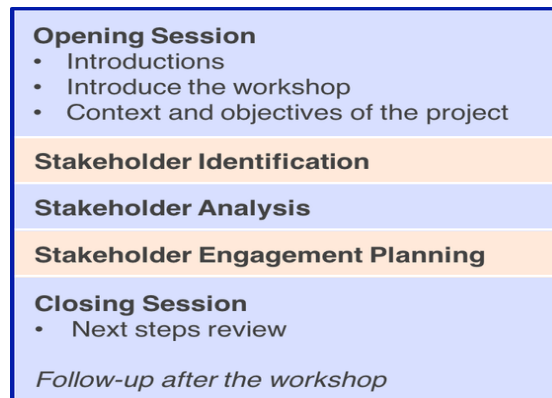 Opening Session
• Introductions
• Introduce the workshop
• Context and objectives of the project
Stakeholder Identification
Stakeholder Analysis
Stakeholder Engagement Planning
Closing Session
• Next steps review
Follow-up after the workshop